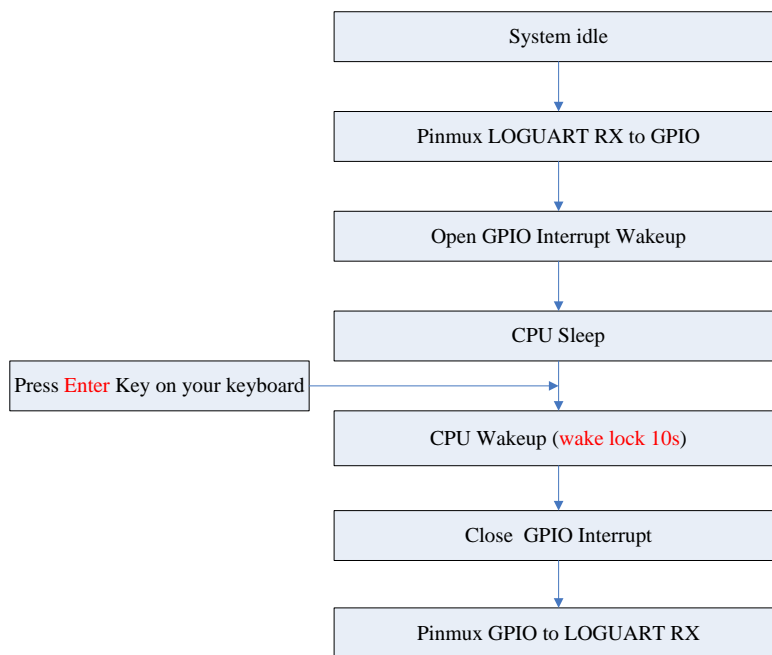 System idle
Pinmux LOGUART RX to GPIO
Open GPIO Interrupt Wakeup
CPU Sleep
Press Enter Key on your keyboard
CPU Wakeup (wake lock 10s)
Close GPIO Interrupt
Pinmux GPIO to LOGUART RX